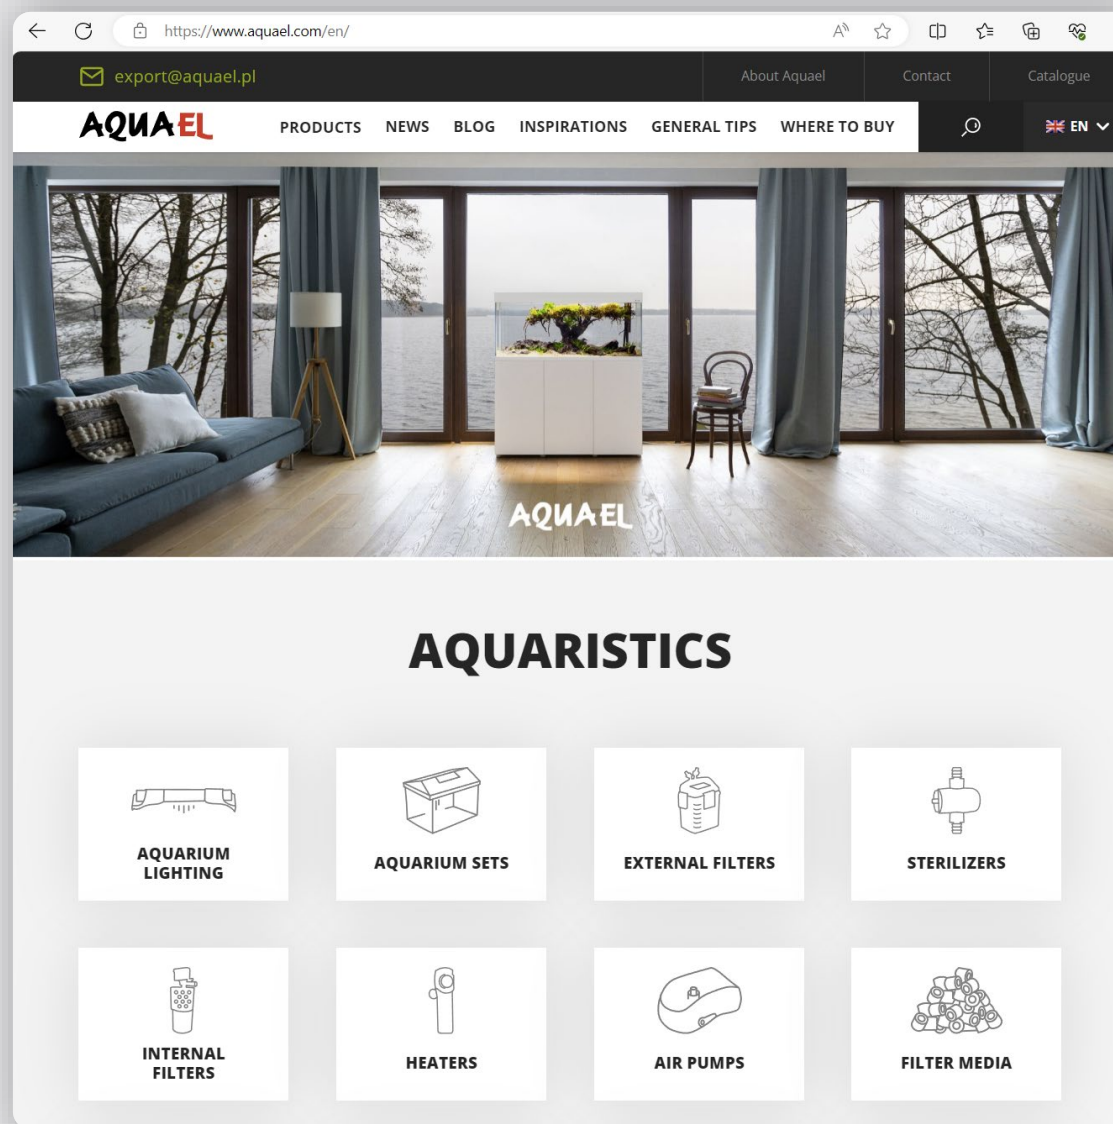 https://www.aquael.com/en/
export@aquael.pl
About Aquael
Contact
Catalogue
AQUAEL
PRODUCTS
NEWS
BLOG
INSPIRATIONS
GENERAL TIPS
WHERE TO BUY
EN
AQUAEL
AQUARISTICS
AQUARIUM
LIGHTING
AQUARIUM SETS
EXTERNAL FILTERS
STERILIZERS
INTERNAL
FILTERS
HEATERS
AIR PUMPS
FILTER MEDIA